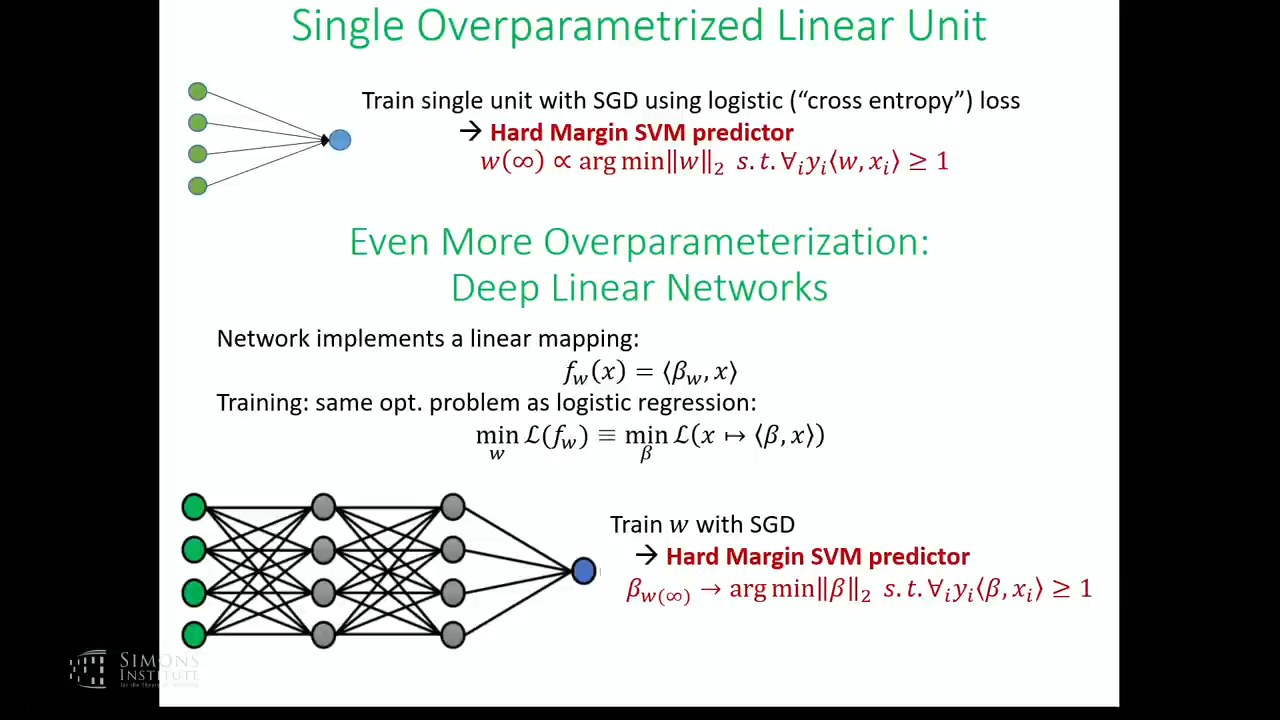 Single Overparametrized Linear Unit
Train single unit with SGD using logistic (“cross entropy”) loss
→ Hard Margin SVM predictor
w(∞) ∝ arg min‖w‖₂ s.t. ∀ᵢyᵢ⟨w, xᵢ⟩ ≥ 1
Even More Overparameterization:
Deep Linear Networks
Network implements a linear mapping:
f_w(x) = ⟨β_w, x⟩
Training: same opt. problem as logistic regression:
min_w ℒ(f_w) ≡ min_β ℒ(x ↦ ⟨β, x⟩)
Train w with SGD
→ Hard Margin SVM predictor
β_w(∞) → arg min‖β‖₂ s.t. ∀ᵢyᵢ⟨β, xᵢ⟩ ≥ 1
SIMONS
INSTITUTE